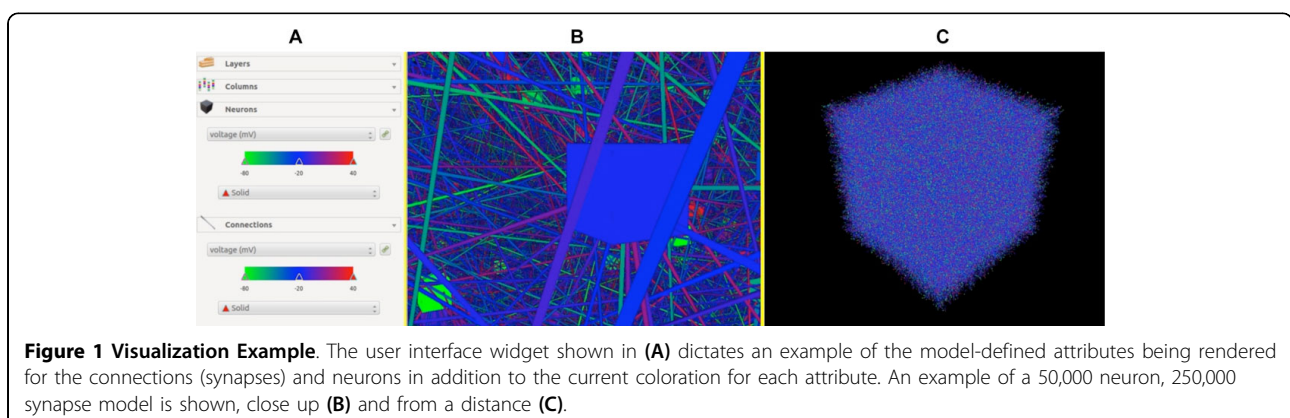 A
B
C
Layers
Columns
Neurons
voltage (mV)
-80 -20 40
Solid
Connections
voltage (mV)
-80 -20 40
Solid
Figure 1 Visualization Example. The user interface widget shown in (A) dictates an example of the model-defined attributes being rendered
for the connections (synapses) and neurons in addition to the current coloration for each attribute. An example of a 50,000 neuron, 250,000
synapse model is shown, close up (B) and from a distance (C).